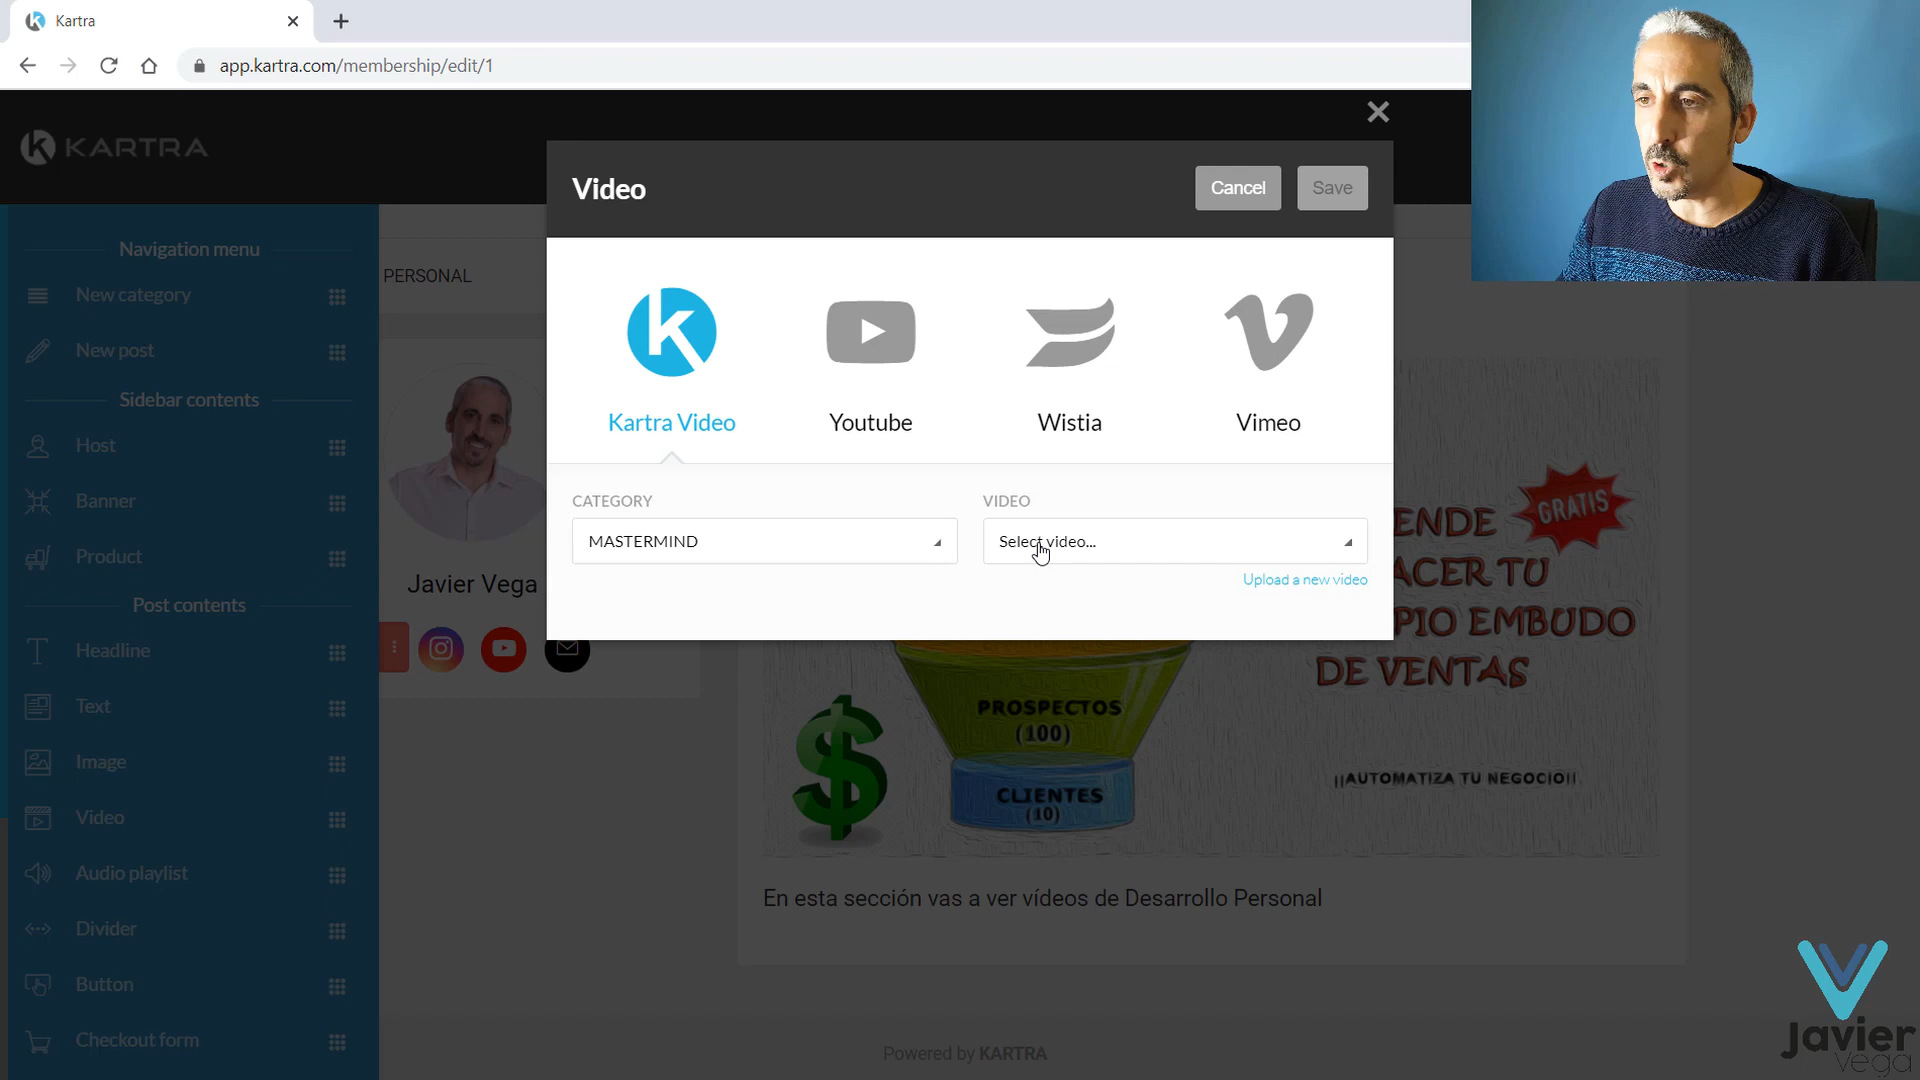 Kartra
app.kartra.com/membership/edit/1
KARTRA
Video
Cancel
Save
Navigation menu
New category
New post
Sidebar contents
Host
Banner
Product
Post contents
Headline
Text
Image
Video
Audio playlist
Divider
Button
Checkout form
PERSONAL
Javier Vega
Kartra Video
Youtube
Wistia
Vimeo
CATEGORY
VIDEO
MASTERMIND
Select video...
Upload a new video
GRATIS
ENDE
ACER TU
PIO EMBUDO
DE VENTAS
PROSPECTOS
(100)
CLIENTES
(10)
¡¡AUTOMATIZA TU NEGOCIO!!
En esta sección vas a ver vídeos de Desarrollo Personal
Powered by KARTRA
Javier
Vega